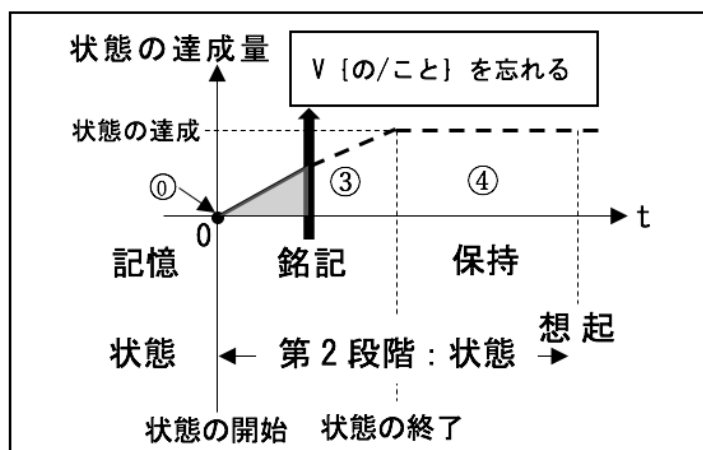 状態の達成量
V {の/こと} を忘れる
状態の達成
⓪
③
④
0
t
記憶
銘記
保持
想起
状態
第2段階：状態
状態の開始
状態の終了